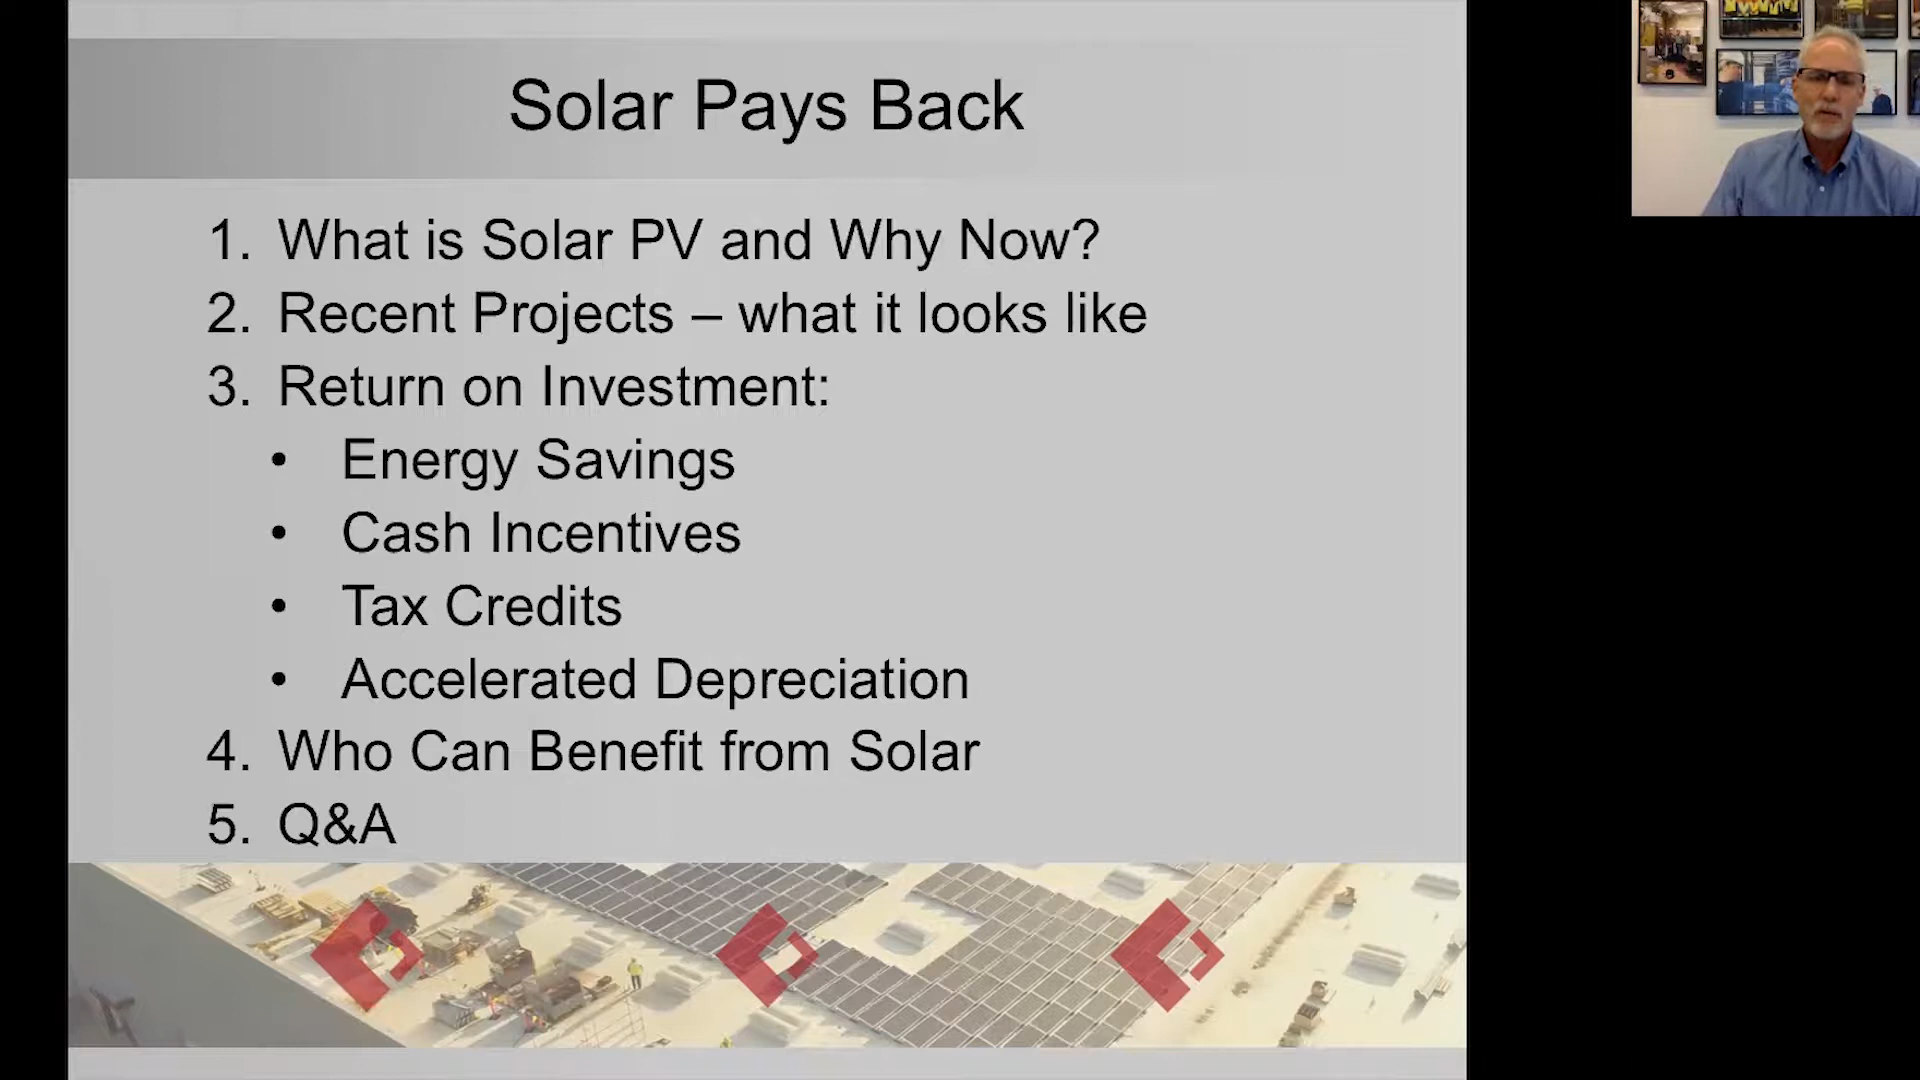 Solar Pays Back
1. What is Solar PV and Why Now?
2. Recent Projects – what it looks like
3. Return on Investment:
• Energy Savings
• Cash Incentives
• Tax Credits
• Accelerated Depreciation
4. Who Can Benefit from Solar
5. Q&A